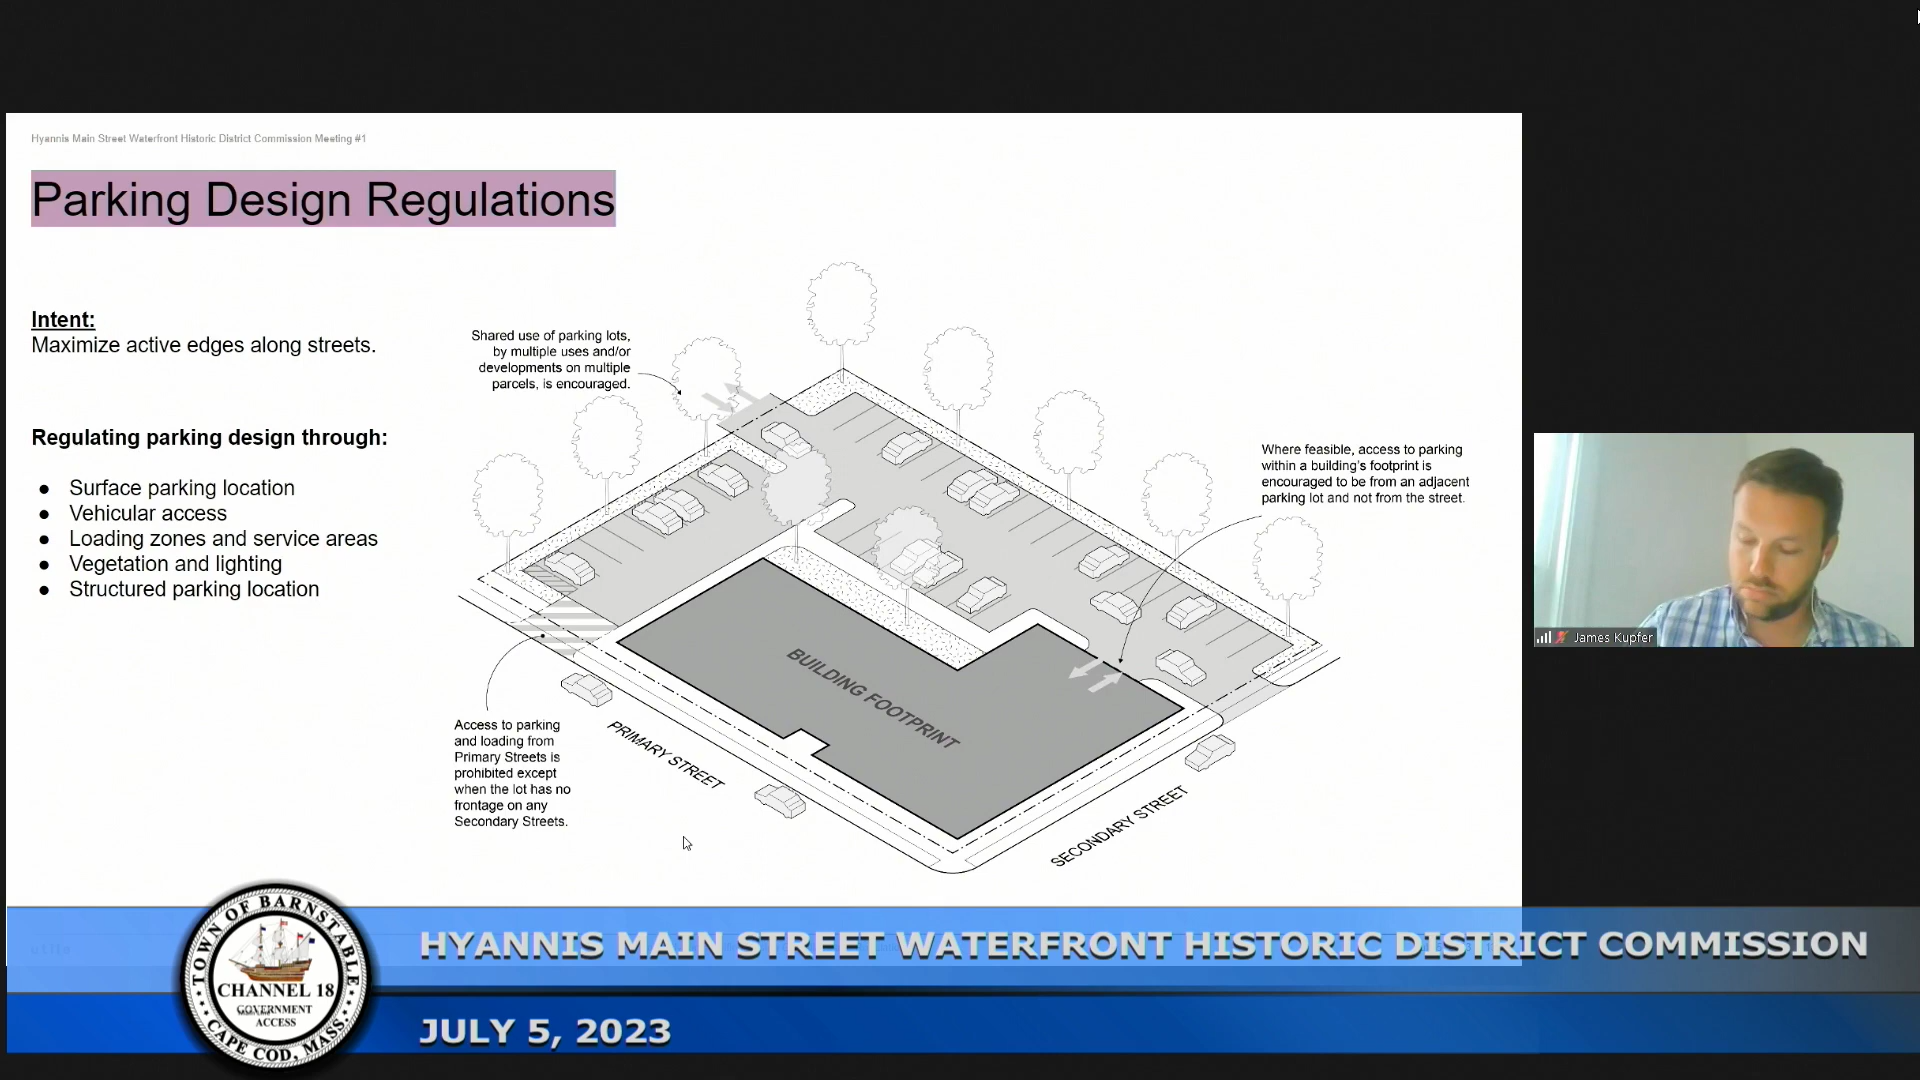 Hyannis Main Street Waterfront Historic District Commission Meeting #1
Parking Design Regulations
Intent:
Maximize active edges along streets.
Regulating parking design through:
● Surface parking location
● Vehicular access
● Loading zones and service areas
● Vegetation and lighting
● Structured parking location
Shared use of parking lots,
by multiple uses and/or
developments on multiple
parcels, is encouraged.
Where feasible, access to parking
within a building's footprint is
encouraged to be from an adjacent
parking lot and not from the street.
BUILDING FOOTPRINT
Access to parking
and loading from
Primary Streets is
prohibited except
when the lot has no
frontage on any
Secondary Streets.
PRIMARY STREET
SECONDARY STREET
James Kupfer
TOWN OF BARNSTABLE
CHANNEL 18
GOVERNMENT
ACCESS
CAPE COD, MASS.
HYANNIS MAIN STREET WATERFRONT HISTORIC DISTRICT COMMISSION
JULY 5, 2023